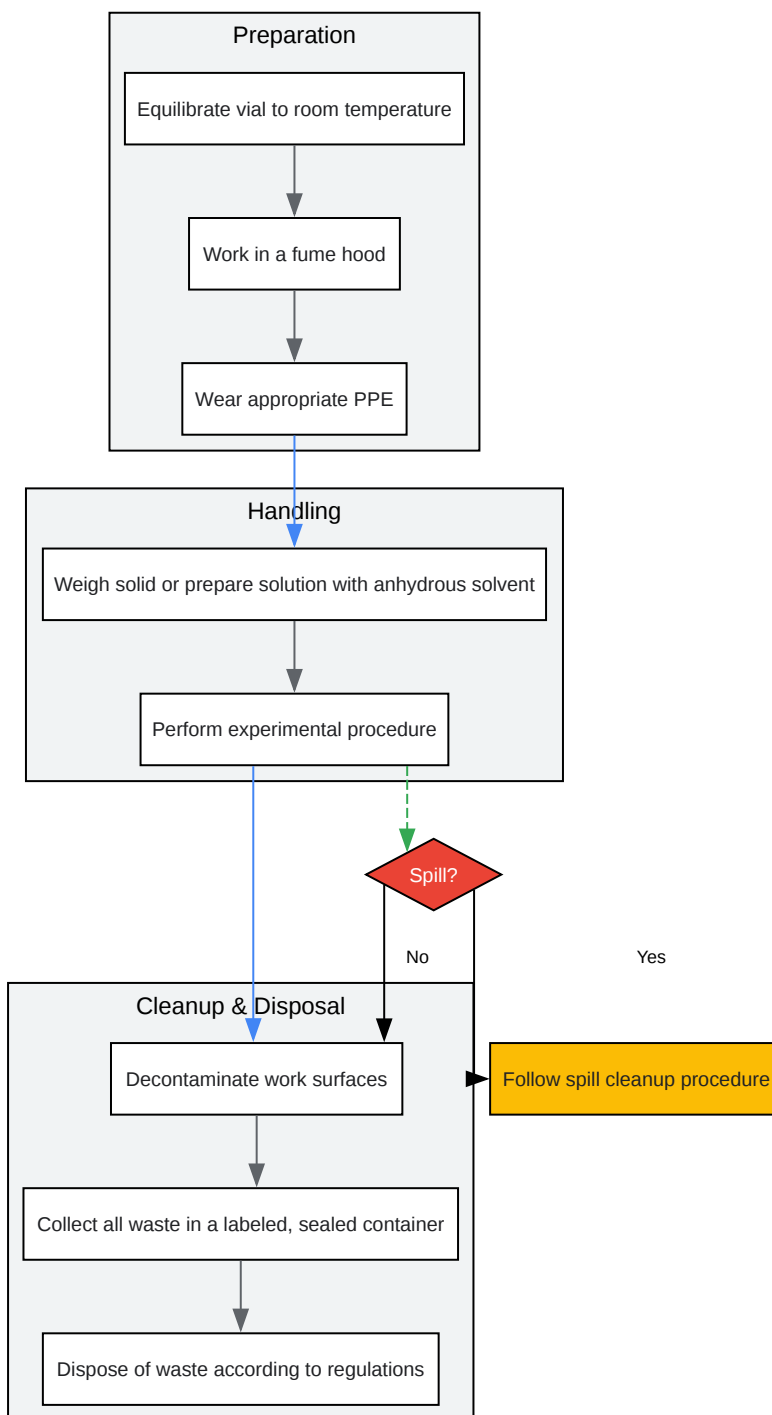 Preparation
Equilibrate vial to room temperature
Work in a fume hood
Wear appropriate PPE
Handling
Weigh solid or prepare solution with anhydrous solvent
Perform experimental procedure
Spill?
No
Yes
Cleanup & Disposal
Decontaminate work surfaces
Follow spill cleanup procedure
Collect all waste in a labeled, sealed container
Dispose of waste according to regulations